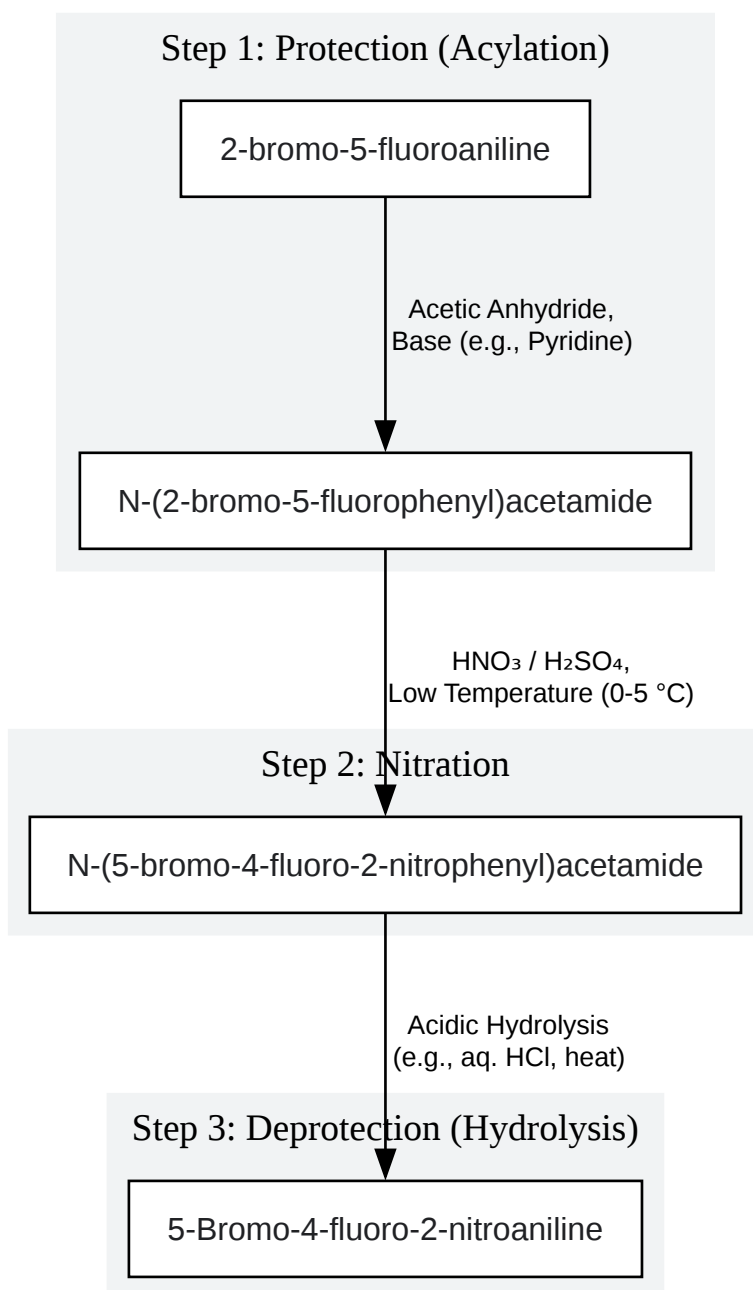 Step 1: Protection (Acylation)
2-bromo-5-fluoroaniline
Acetic Anhydride,
Base (e.g., Pyridine)
N-(2-bromo-5-fluorophenyl)acetamide
HNO₃ / H₂SO₄,
Low Temperature (0-5 °C)
Step 2: Nitration
N-(5-bromo-4-fluoro-2-nitrophenyl)acetamide
Acidic Hydrolysis
(e.g., aq. HCl, heat)
Step 3: Deprotection (Hydrolysis)
5-Bromo-4-fluoro-2-nitroaniline